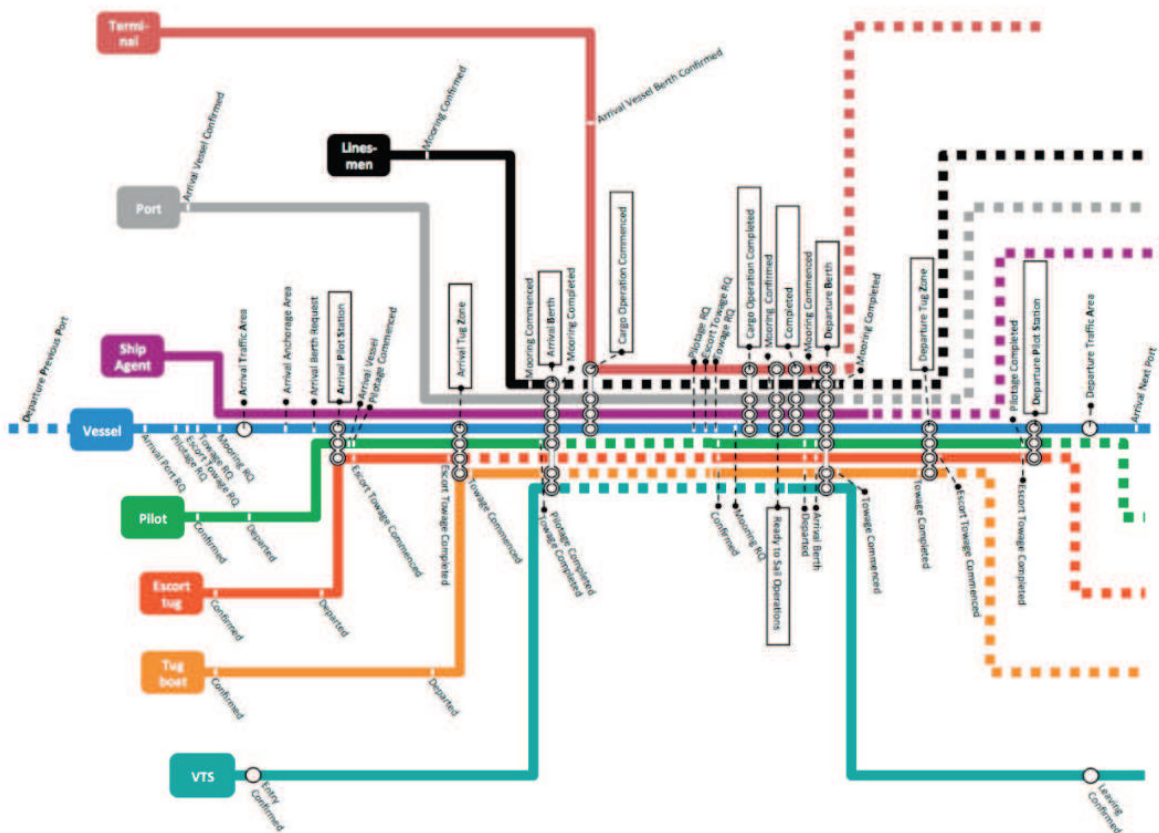 Termi-
nal
Arrival Vessel Berth Confirmed
Mooring Confirmed
Lines-
men
Arrival Vessel Confirmed
Port
Ship
Agent
Departure Previous Port
Vessel
Arrival Traffic Area
Arrival Anchorage Area
Arrival Berth Request
Arrival Pilot Station
Arrival Vessel
Pilotage Commenced
Arrival Tug Zone
Mooring Commenced
Arrival Berth
Mooring Completed
Cargo Operation Commenced
Pilotage RQ
Escort Towage RQ
Towage RQ
Cargo Operation Completed
Mooring Confirmed
Completed
Mooring Commenced
Departure Berth
Mooring Completed
Departure Tug Zone
Pilotage Completed
Departure Pilot Station
Departure Traffic Area
Arrival Next Port
Arrival Port RQ
Pilotage RQ
Escort Towage RQ
Towage RQ
Mooring RQ
Escort Towage Commenced
Escort Towage Completed
Towage Commenced
Towage Completed
Pilotage Completed
Confirmed
Mooring RQ
Ready to Sail Operations
Departed
Arrival Berth
Towage Commenced
Towage Completed
Escort Towage Commenced
Escort Towage Completed
Pilot
Confirmed
Departed
Escort
tug
Confirmed
Departed
Tug
boat
Confirmed
Departed
VTS
Entry
Confirmed
Leaving
Confirmed